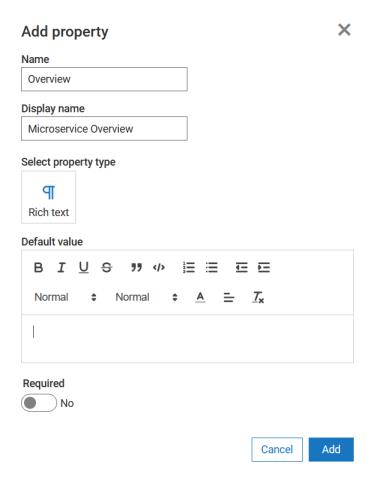 Add property
Name
Overview
Display name
Microservice Overview
Select property type
Rich text
Default value
B I U S
Normal Normal A
Required
No
Cancel Add